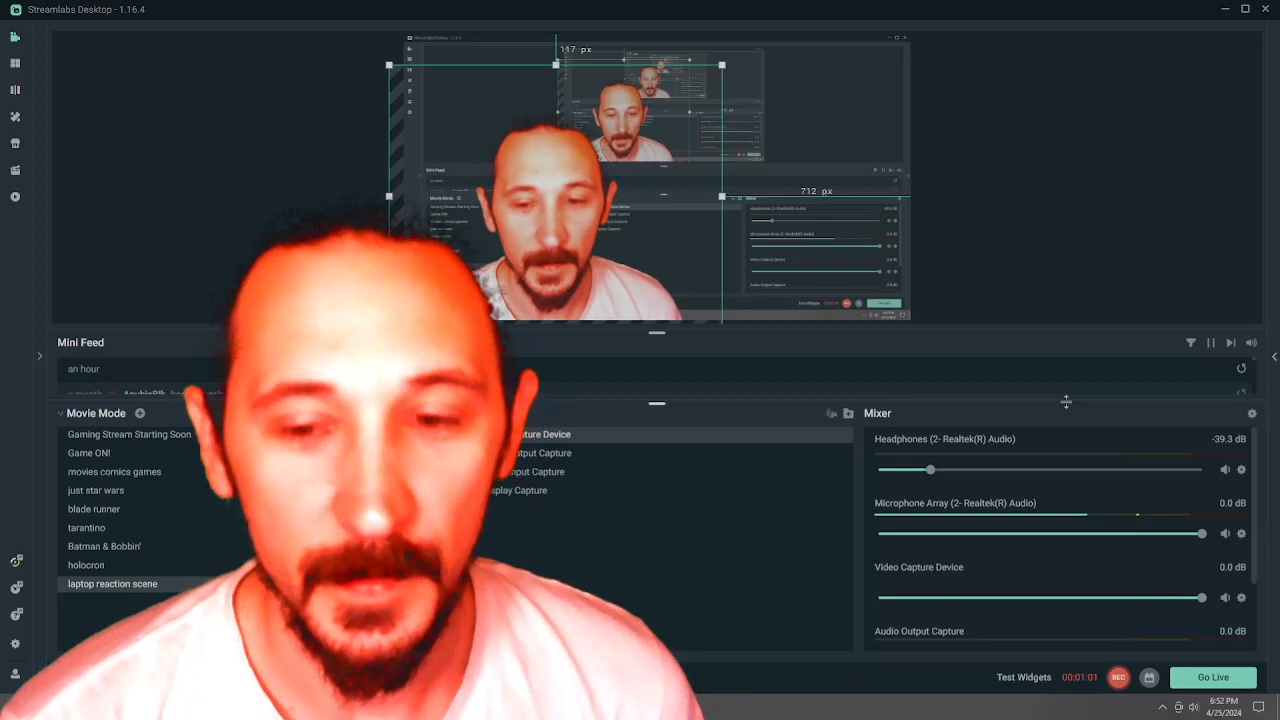 Streamlabs Desktop - 1.16.4
117 px
712 px
Mini Feed
an hour
Movie Mode
Gaming Stream Starting Soon
Game ON!
movies comics games
just star wars
blade runner
tarantino
Batman & Bobbin'
holocron
laptop reaction scene
ture Device
tput Capture
nput Capture
splay Capture
Mixer
Headphones (2- Realtek(R) Audio)
-39.3 dB
Microphone Array (2- Realtek(R) Audio)
0.0 dB
Video Capture Device
0.0 dB
Audio Output Capture
0.0 dB
Test Widgets
00:01:01
REC
Go Live
6:52 PM
4/25/2024